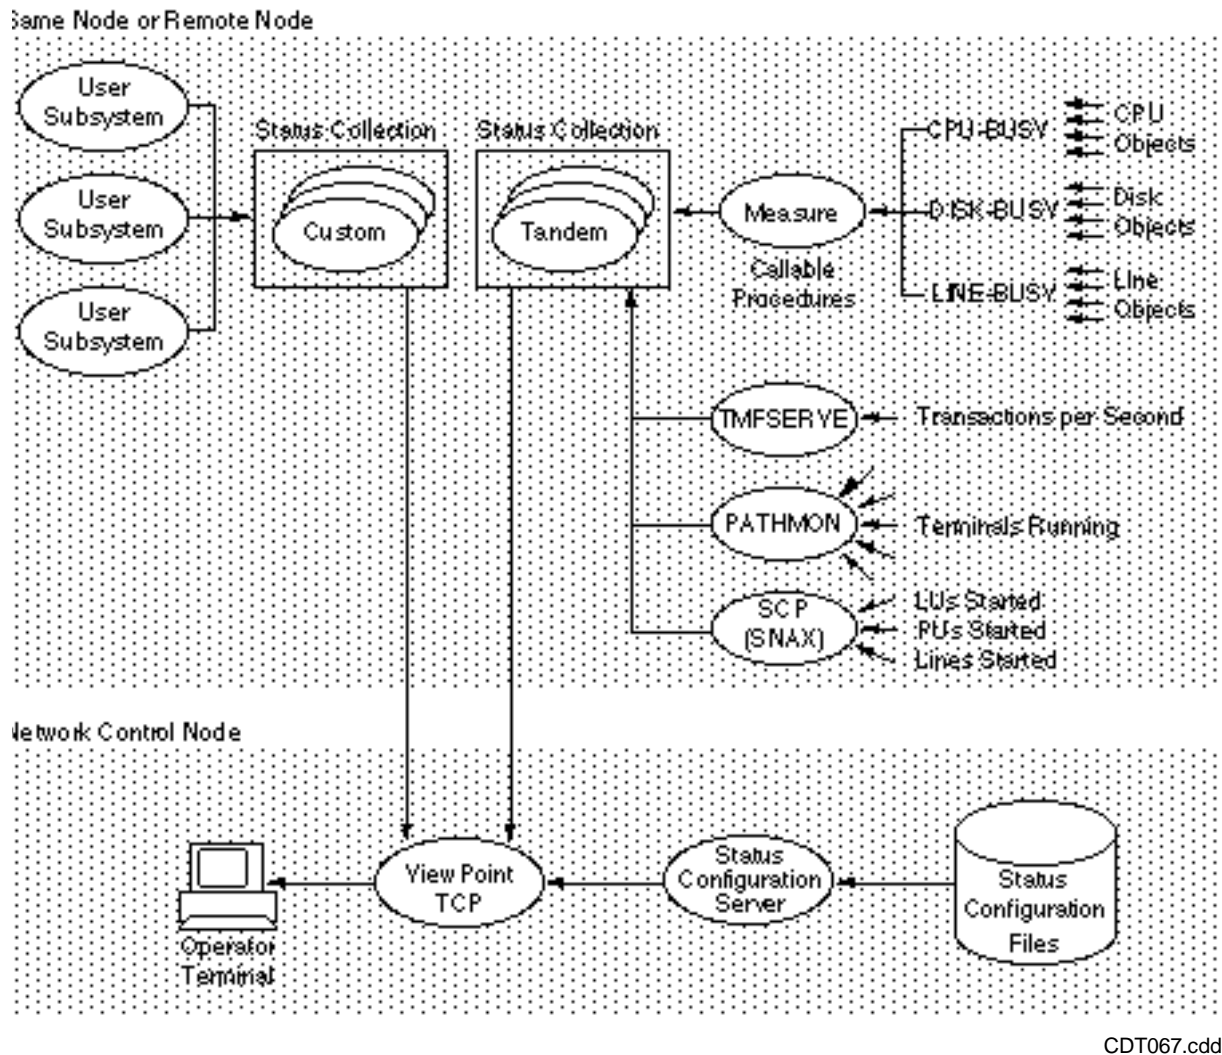 Same Node or Remote Node
User
Subsystem
User
Subsystem
User
Subsystem
Status Collection
Custom
Status Collection
Tandem
Measure
Callable
Procedures
CPU-BUSY
DISK-BUSY
LINE-BUSY
CPU
Objects
Disk
Objects
Line
Objects
TMFSERVE
Transactions per Second
PATHMON
Terminals Running
SCP
(SNAX)
LUs Started
PUs Started
Lines Started
Network Control Node
Operator
Terminal
View Point
TCP
Status
Configuration
Server
Status
Configuration
Files
CDT067.cdd